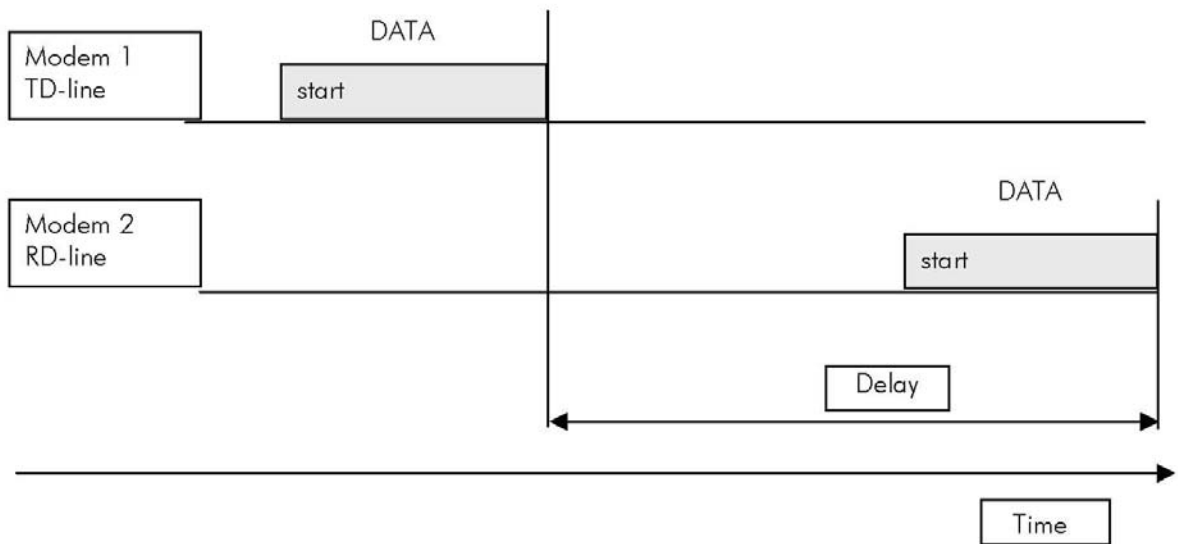 DATA
Modem 1
TD-line
start
DATA
Modem 2
RD-line
start
Delay
Time